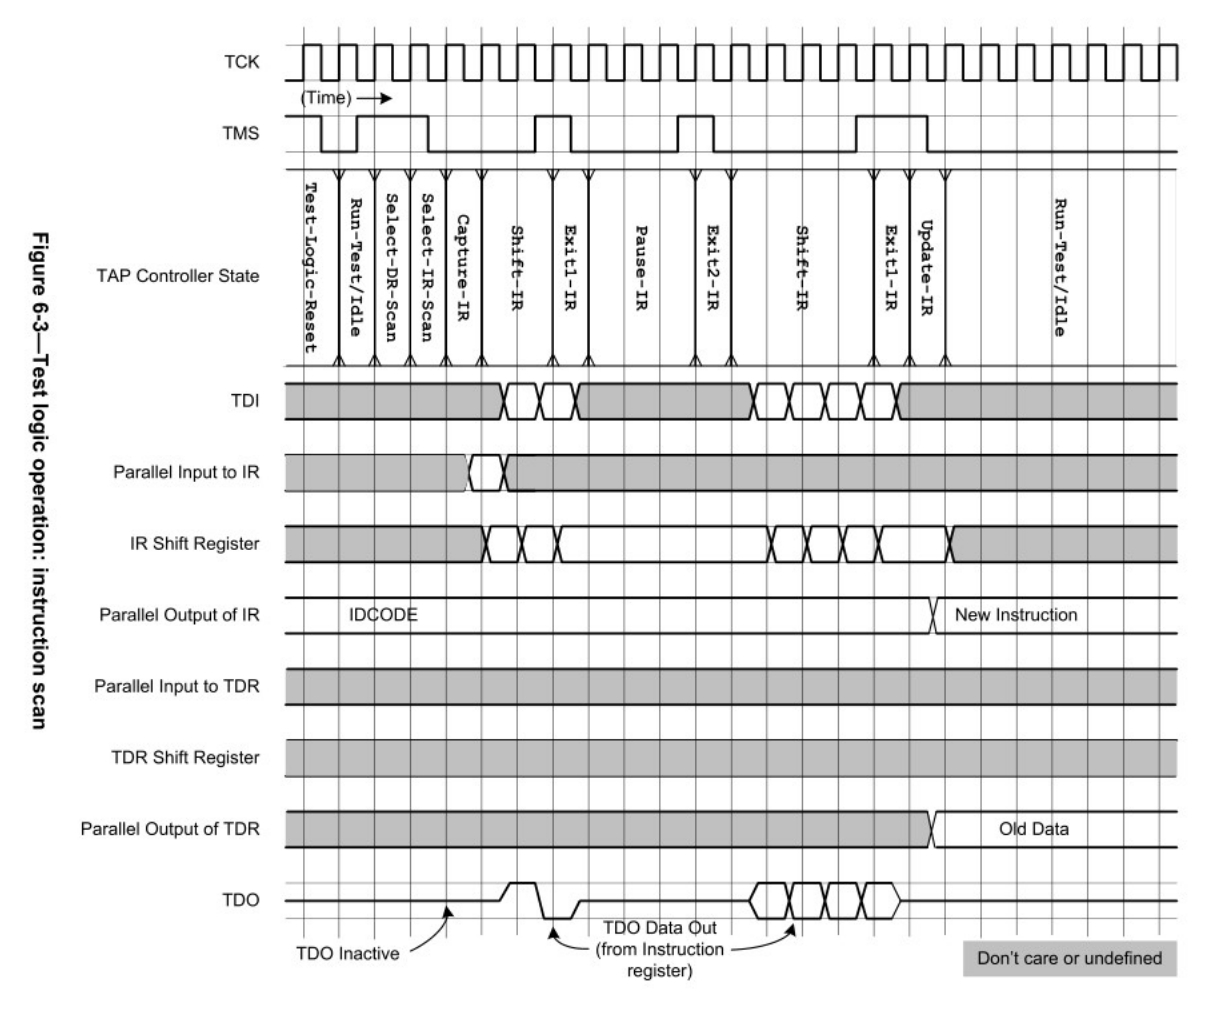 TCK
(Time)
TMS
TAP Controller State
Test-Logic-Reset
Run-Test/Idle
Select-DR-Scan
Select-IR-Scan
Capture-IR
Shift-IR
Exit1-IR
Pause-IR
Exit2-IR
Shift-IR
Exit1-IR
Update-IR
Run-Test/Idle
TDI
Parallel Input to IR
IR Shift Register
Parallel Output of IR
IDCODE
New Instruction
Parallel Input to TDR
TDR Shift Register
Parallel Output of TDR
Old Data
TDO
TDO Inactive
TDO Data Out
(from Instruction
register)
Don't care or undefined
Figure 6-3—Test logic operation: instruction scan